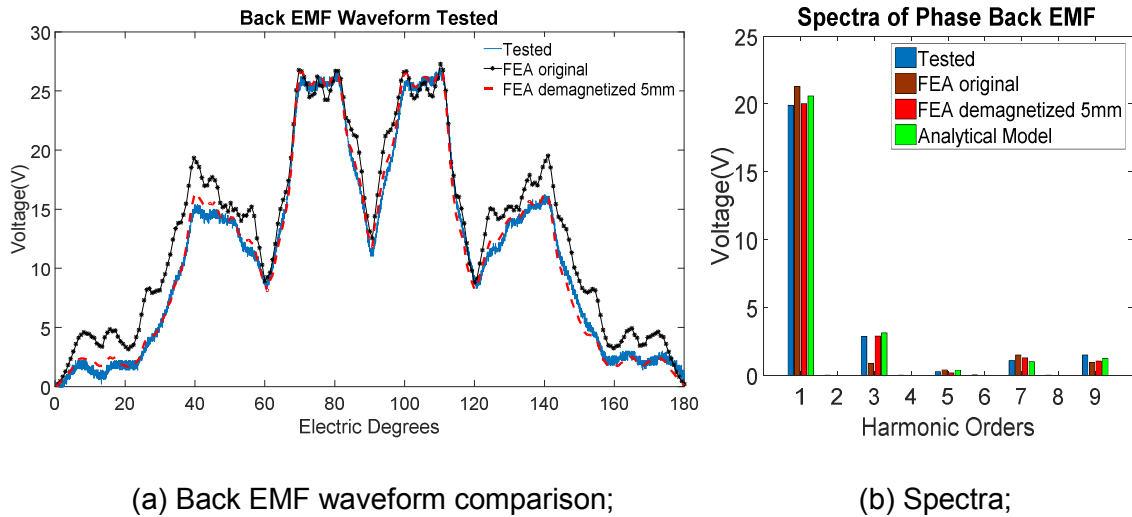 Back EMF Waveform Tested
Voltage(V)
30
25
20
15
10
5
0
0 20 40 60 80 100 120 140 160 180
Electric Degrees
Tested
FEA original
FEA demagnetized 5mm
(a) Back EMF waveform comparison;
Spectra of Phase Back EMF
Voltage(V)
25
20
15
10
5
0
1 2 3 4 5 6 7 8 9
Harmonic Orders
Tested
FEA original
FEA demagnetized 5mm
Analytical Model
(b) Spectra;